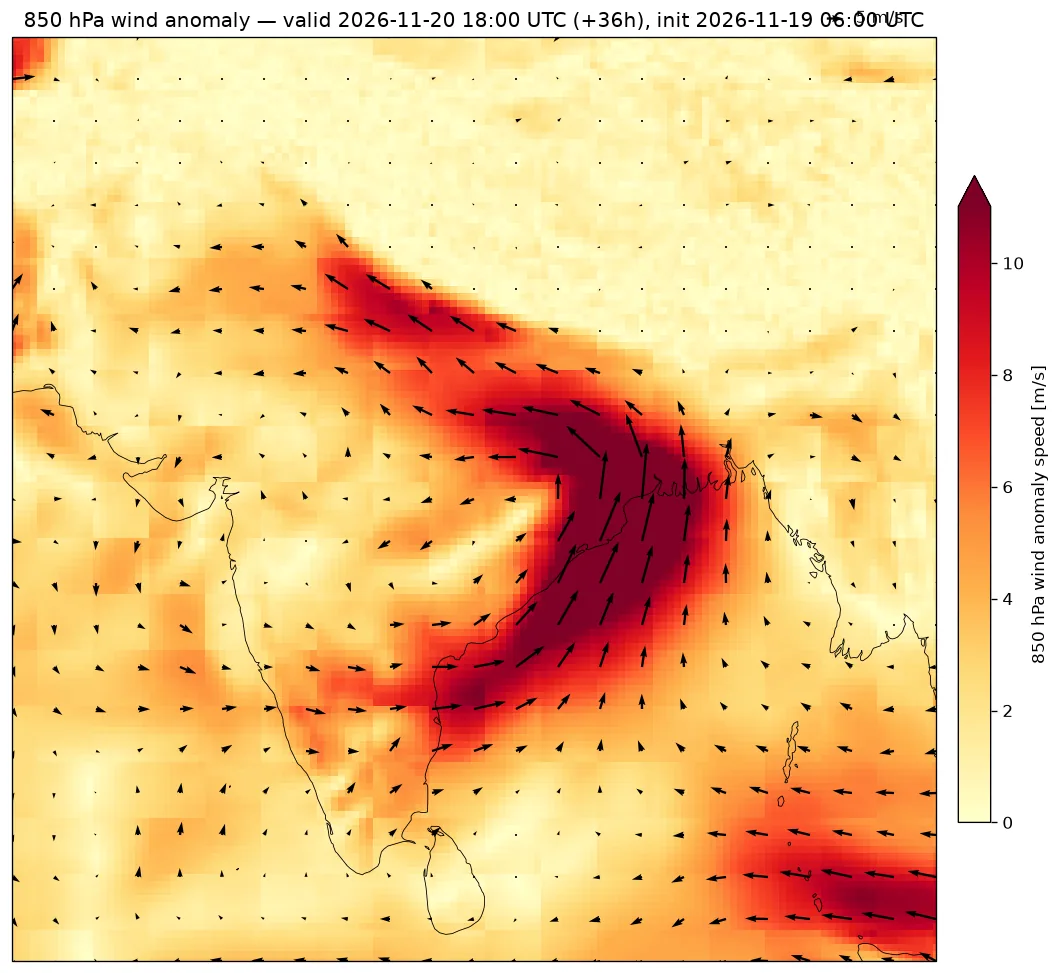 850 hPa wind anomaly — valid 2026-11-20 18:00 UTC (+36h), init 2026-11-19 06:00 UTC
5 m/s
10
8
6
4
2
0
850 hPa wind anomaly speed [m/s]